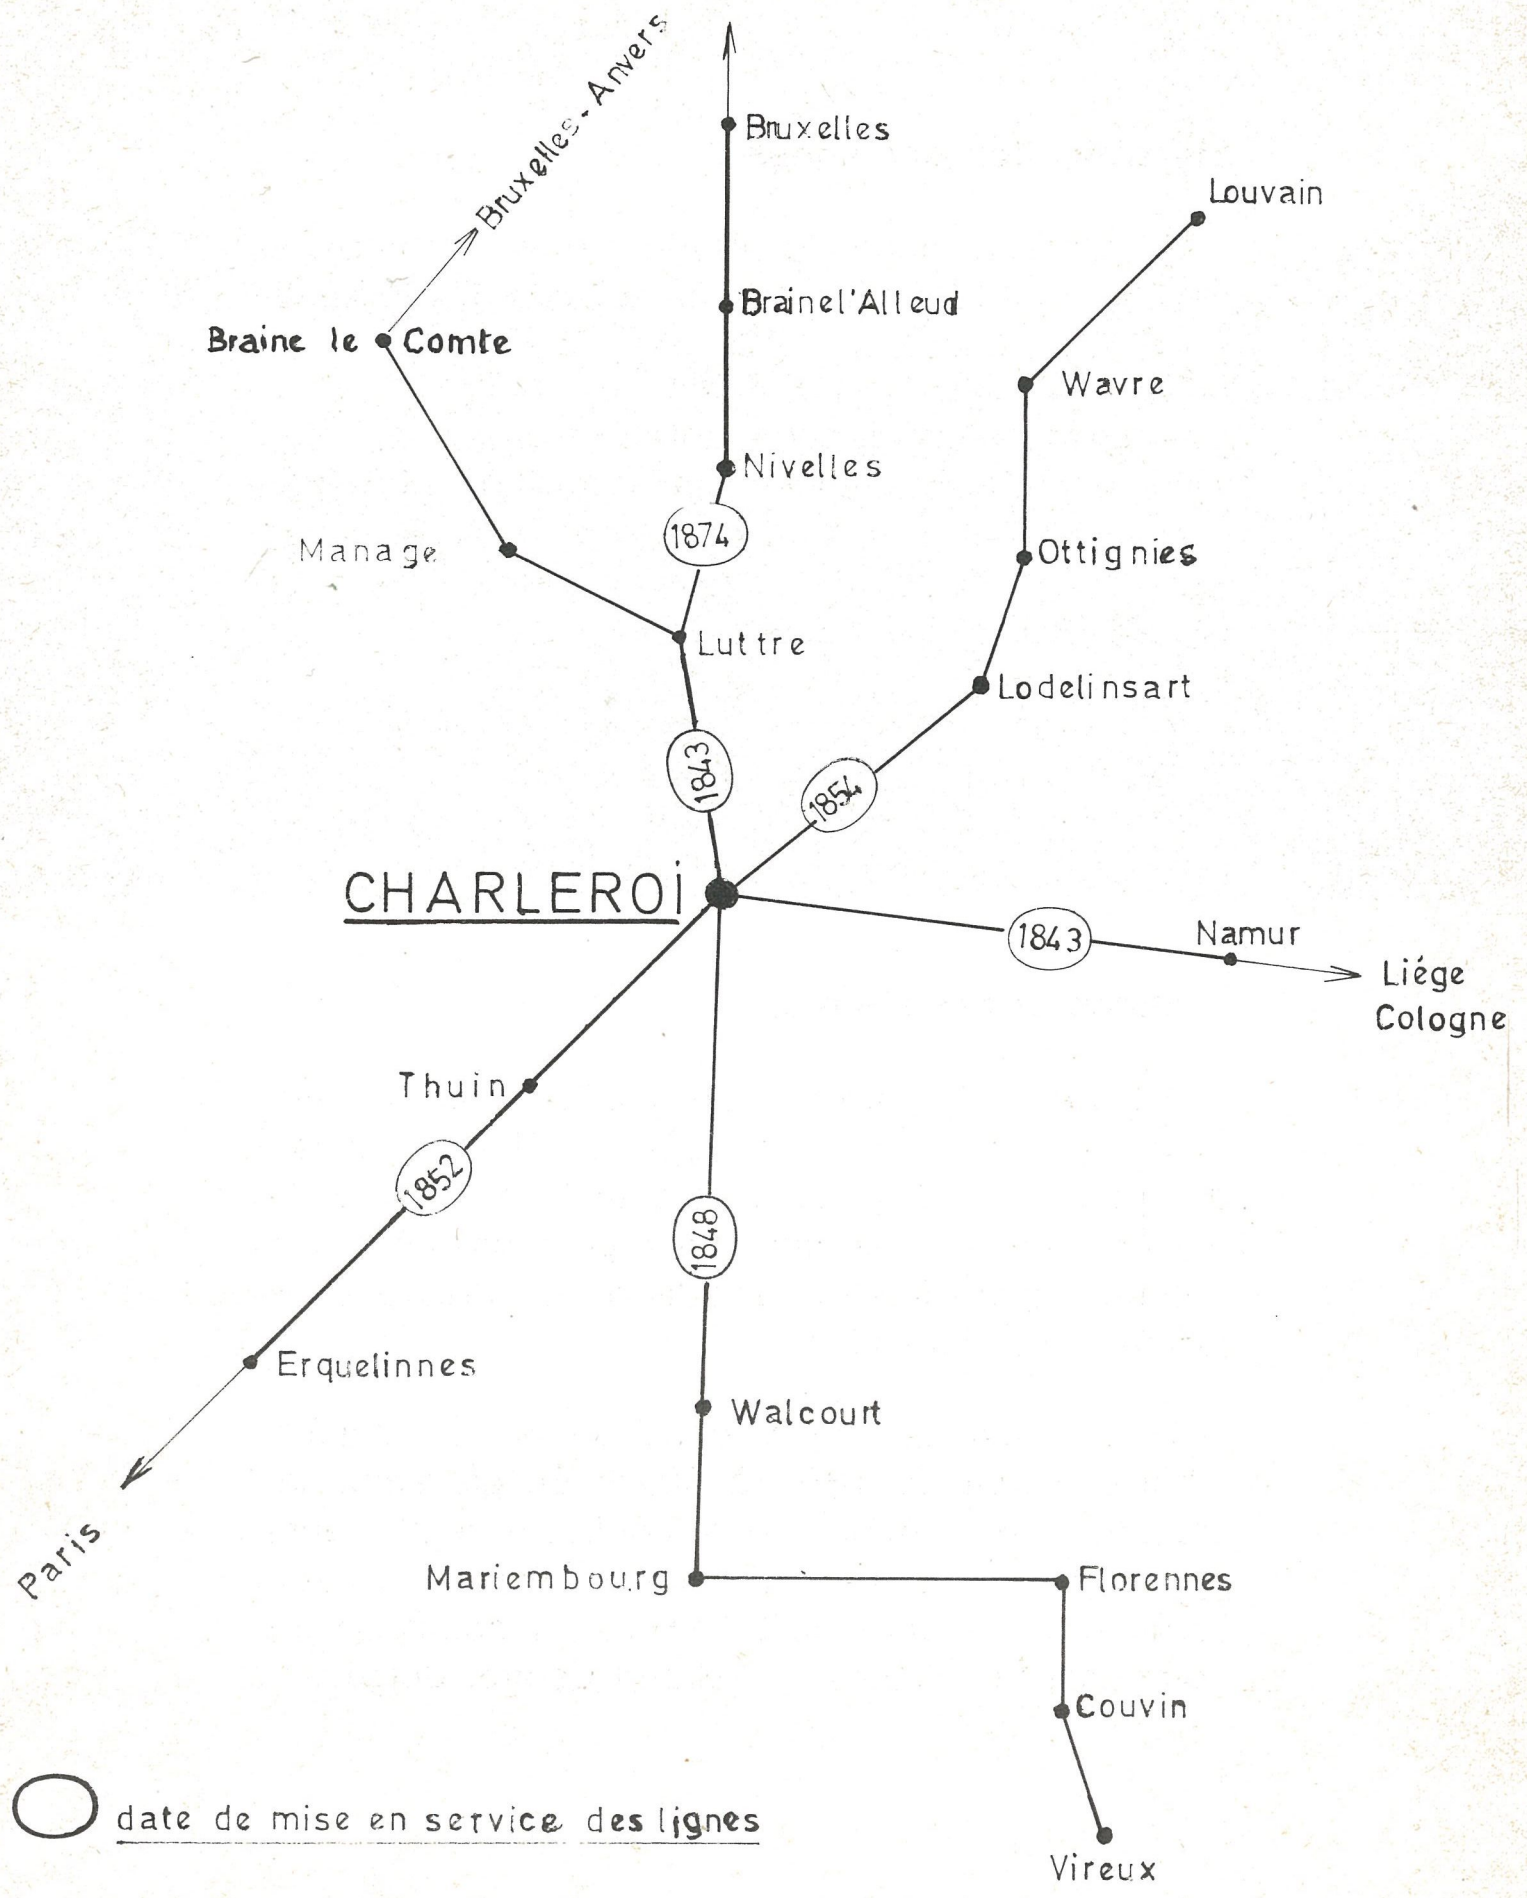 Bruxelles - Anvers
Bruxelles
Louvain
Braine l'Alleud
Braine le Comte
Wavre
Nivelles
1874
Manage
Ottignies
Luttre
Lodelinsart
1843
1854
CHARLEROi
1843
Namur
Liége
Cologne
Thuin
1852
1848
Erquelinnes
Walcourt
Paris
Mariembourg
Florennes
Couvin
date de mise en service des lignes
Vireux